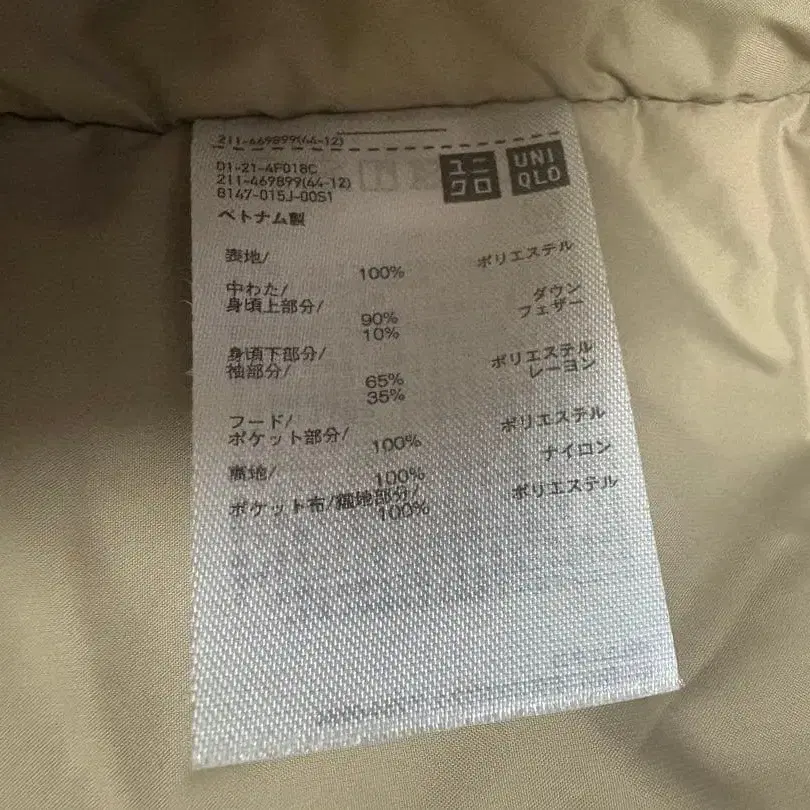 211-469899(44-12)
01-21-4F018C
211-469899(44-12)
8147-015J-00S1
ユニクロ
UNIQLO
ベトナム製
表地/
100% ポリエステル
中わた/
身頃上部分/
90% ダウン
10% フェザー
身頃下部分/
袖部分/
65% ポリエステル
35% レーヨン
フード/
ポケット部分/
100% ポリエステル
裏地/
100% ナイロン
ポケット布/織地部分/
100% ポリエステル